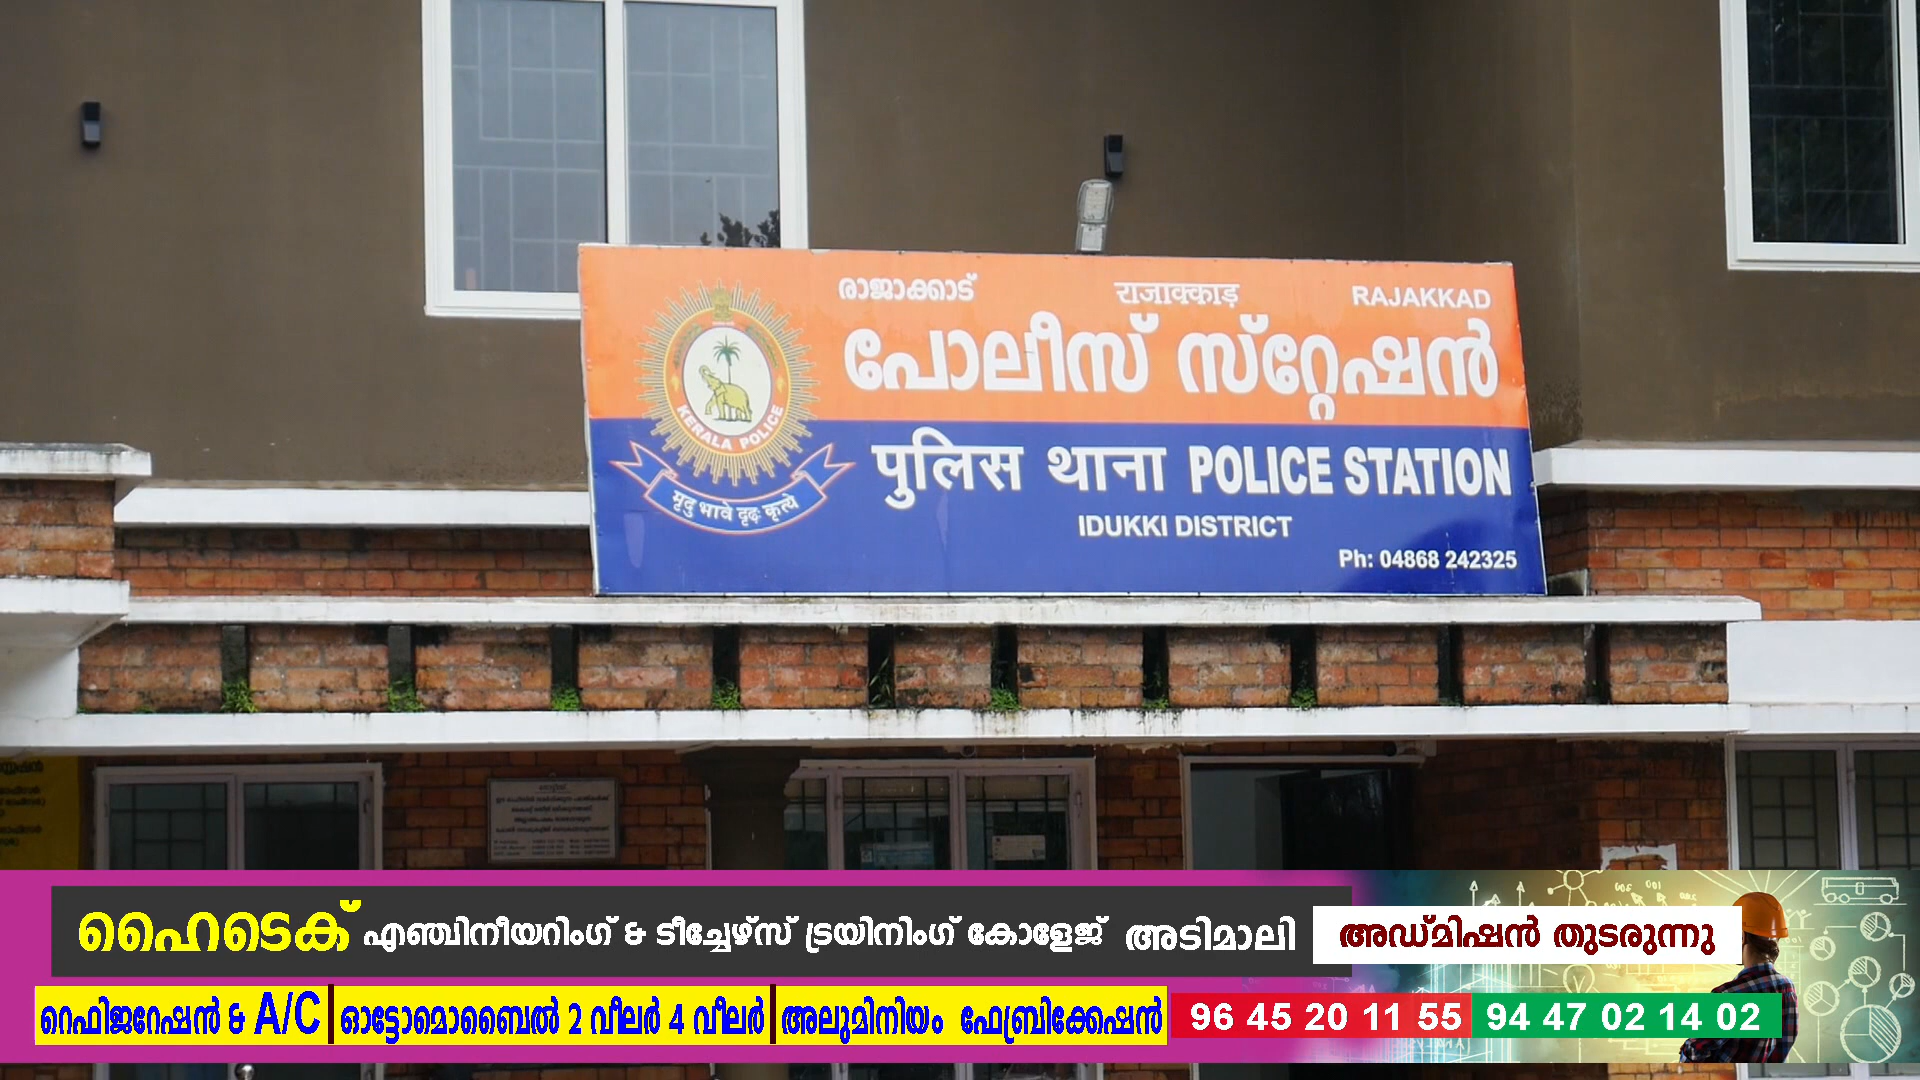 രാജാക്കാട് राजाक्काड़ RAJAKKAD
പോലീസ് സ്റ്റേഷൻ
KERALA POLICE
मृदु भावे दृढ़ कृत्ये
पुलिस थाना POLICE STATION
IDUKKI DISTRICT
Ph: 04868 242325
ഹൈടെക് എഞ്ചിനീയറിംഗ് & ടീച്ചേഴ്സ് ട്രയിനിംഗ് കോളേജ് അടിമാലി അഡ്മിഷൻ തുടരുന്നു
റെഫിജറേഷൻ & A/C ഓട്ടോമൊബൈൽ 2 വീലർ 4 വീലർ അലുമിനിയം ഫേബ്രിക്കേഷൻ 96 45 20 11 55 94 47 02 14 02